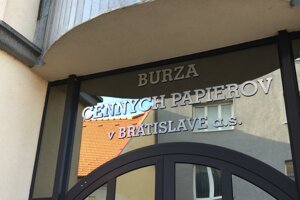 BURZA
CENNÝCH PAPIEROV
v BRATISLAVE a.s.